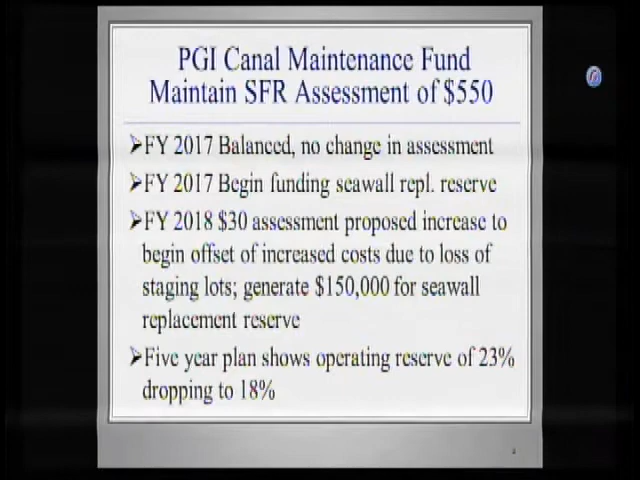 PGI Canal Maintenance Fund
Maintain SFR Assessment of $550
➢FY 2017 Balanced, no change in assessment
➢FY 2017 Begin funding seawall repl. reserve
➢FY 2018 $30 assessment proposed increase to
begin offset of increased costs due to loss of
staging lots; generate $150,000 for seawall
replacement reserve
➢Five year plan shows operating reserve of 23%
dropping to 18%